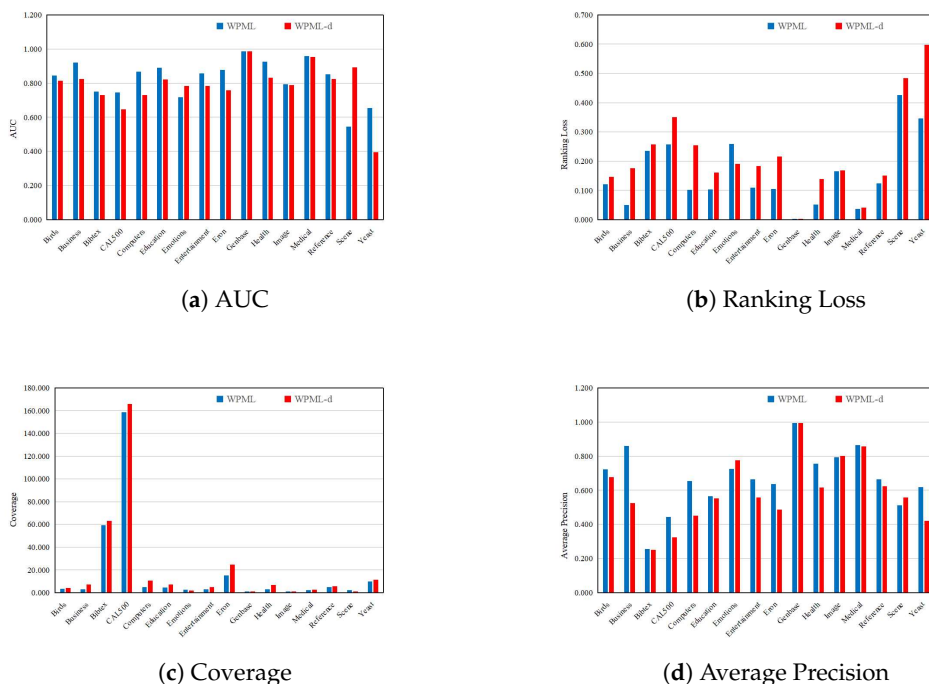 WPML WPML-d
1.200
1.000
0.800
0.600
0.400
0.200
0.000
AUC
Birds Business Bibtex CAL500 Computers Education Emotions Entertainment Eron Genbase Health Image Medical Reference Scene Yeast
(a) AUC
WPML WPML-d
0.700
0.600
0.500
0.400
0.300
0.200
0.100
0.000
Ranking Loss
Birds Business Bibtex CAL500 Computers Education Emotions Entertainment Eron Genbase Health Image Medical Reference Scene Yeast
(b) Ranking Loss
WPML WPML-d
180.000
160.000
140.000
120.000
100.000
80.000
60.000
40.000
20.000
0.000
Coverage
Birds Business Bibtex CAL500 Computers Education Emotions Entertainment Eron Genbase Health Image Medical Reference Scene Yeast
(c) Coverage
WPML WPML-d
1.200
1.000
0.800
0.600
0.400
0.200
0.000
Average Precision
Birds Business Bibtex CAL500 Computers Education Emotions Entertainment Eron Genbase Health Image Medical Reference Scene Yeast
(d) Average Precision